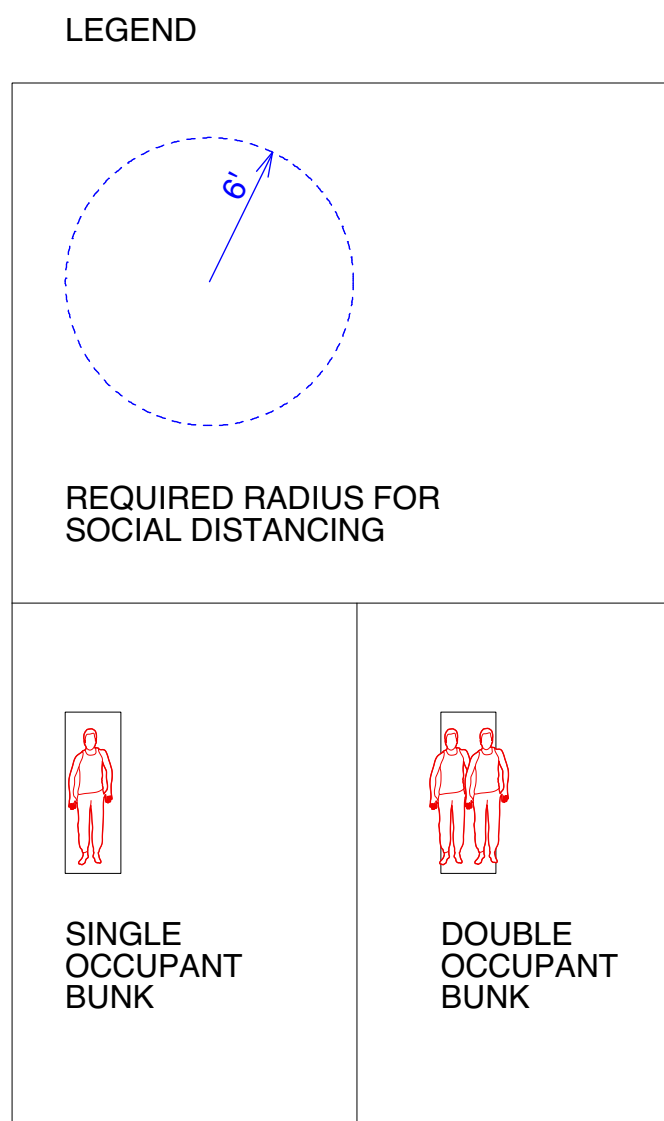 LEGEND
6'
REQUIRED RADIUS FOR
SOCIAL DISTANCING
SINGLE
OCCUPANT
BUNK
DOUBLE
OCCUPANT
BUNK